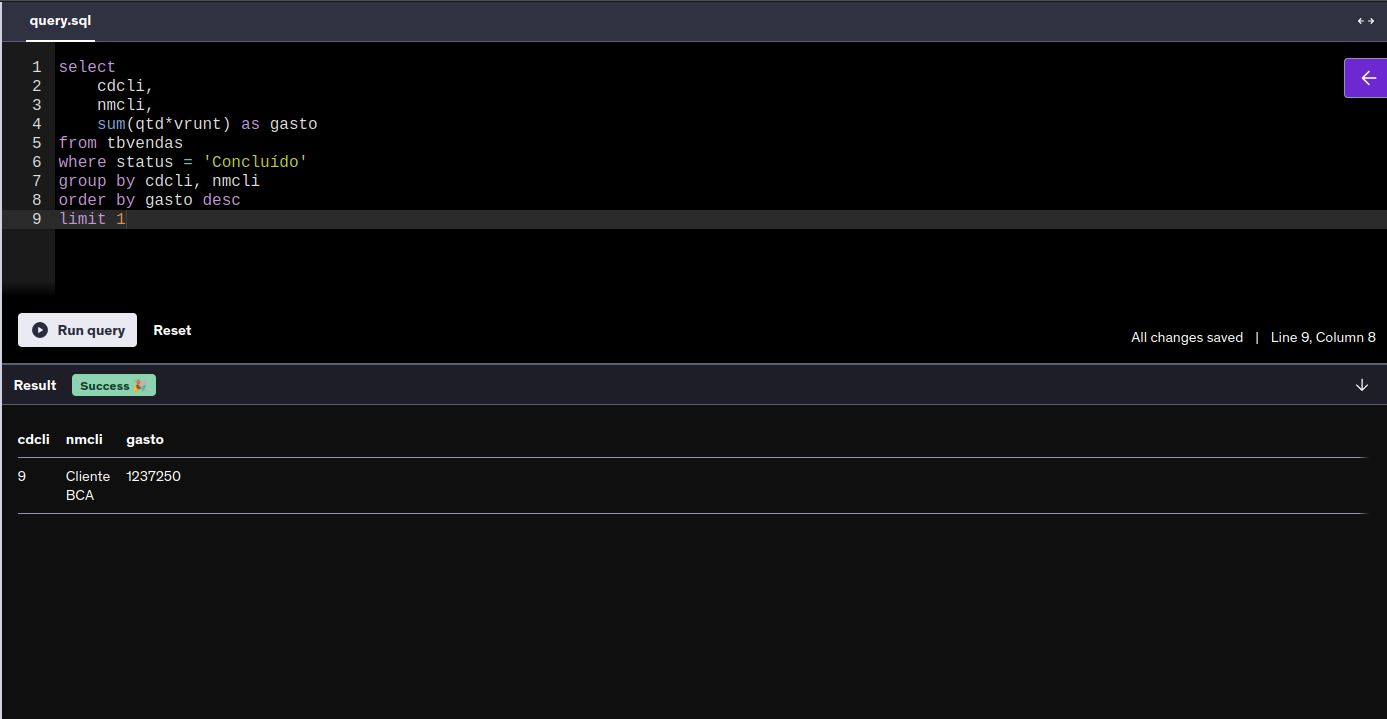 query.sql
1 select
2     cdcli,
3     nmcli,
4     sum(qtd*vrunt) as gasto
5 from tbvendas
6 where status = 'Concluído'
7 group by cdcli, nmcli
8 order by gasto desc
9 limit 1
Run query Reset
All changes saved | Line 9, Column 8
Result Success 🎉
cdcli nmcli gasto
9 Cliente 1237250
BCA